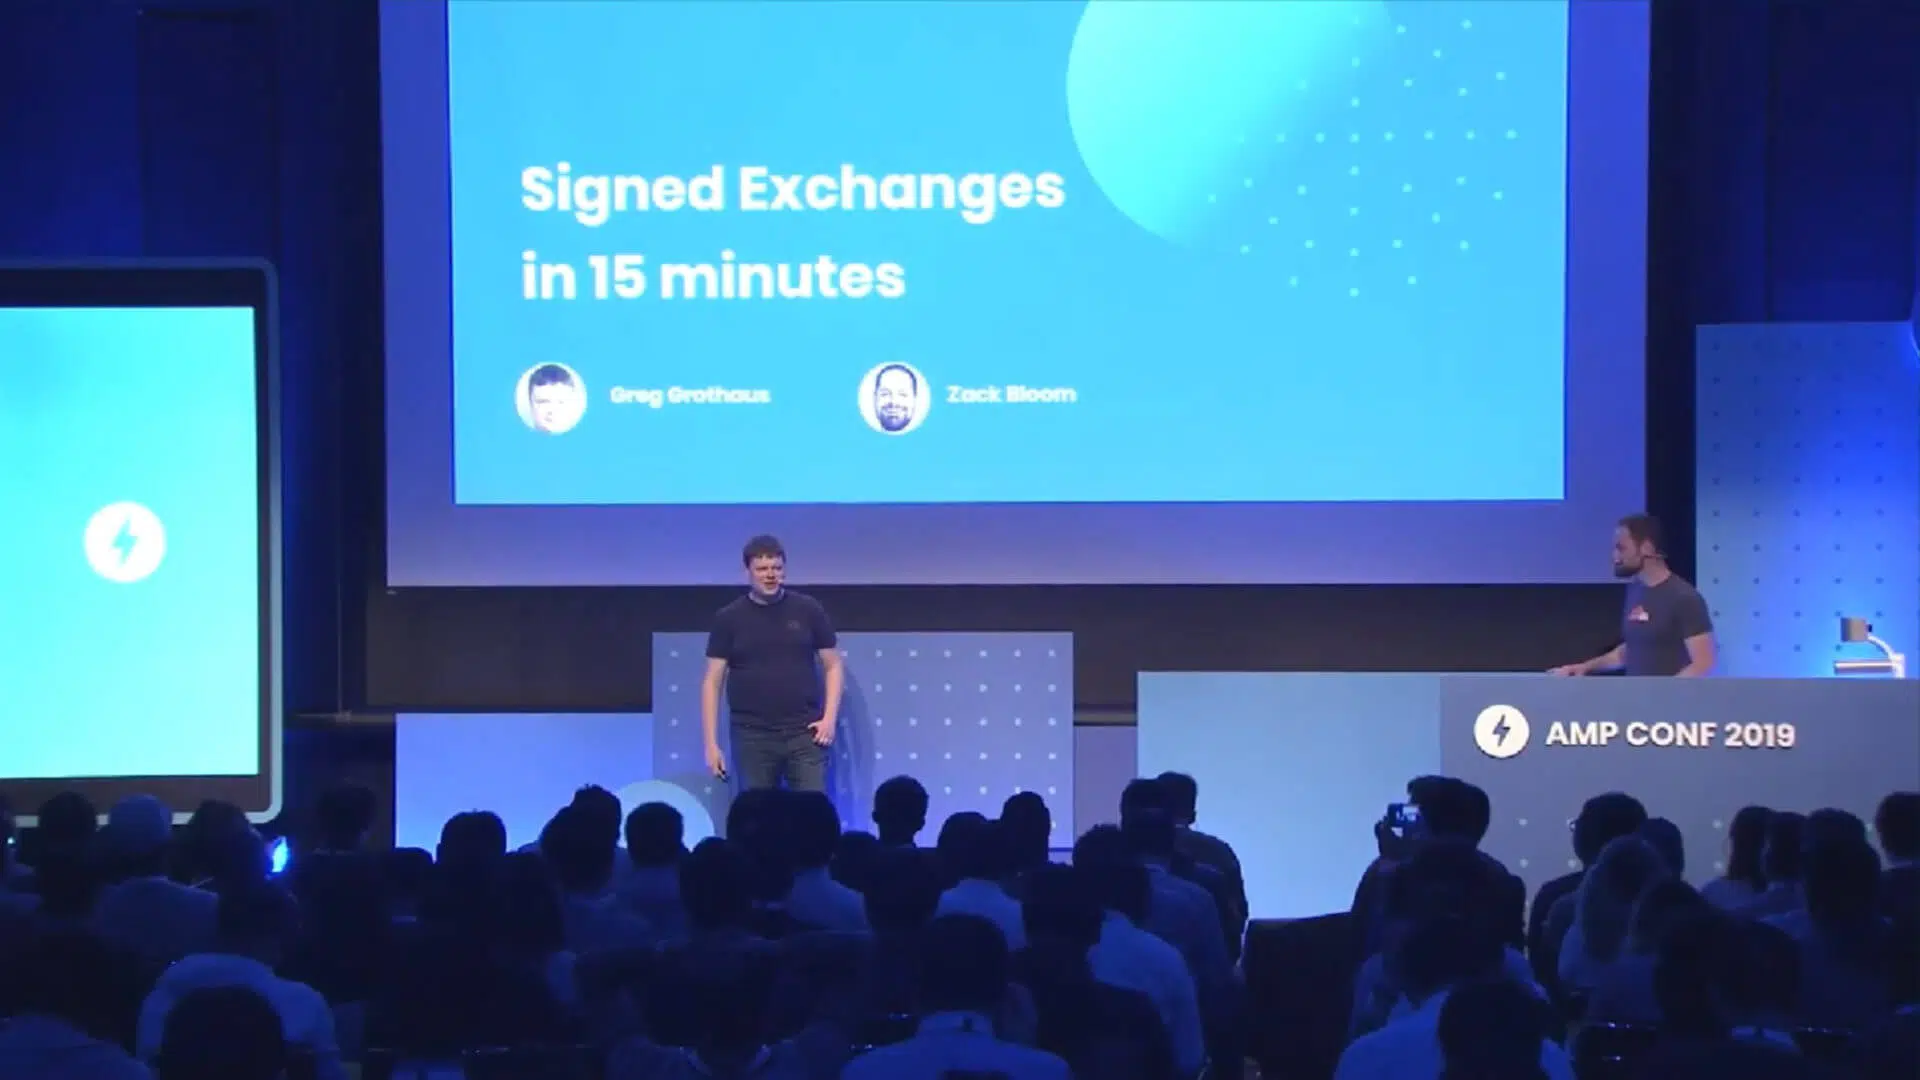 Signed Exchanges
in 15 minutes
Greg Grothaus
Zack Bloom
AMP CONF 2019